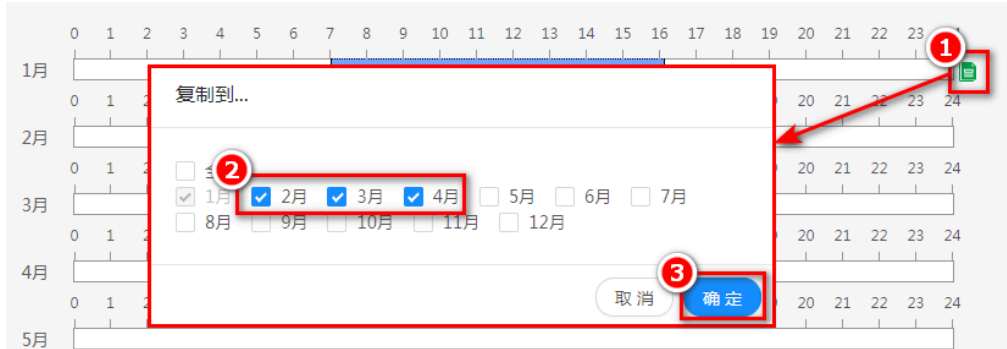 0 1 2 3 4 5 6 7 8 9 10 11 12 13 14 15 16 17 18 19 20 21 22 23
1
1月
复制到...
0 1 2 20 21 22 23 24
2月
2
0 1 20 21 22 23 24
1月 2月 3月 4月 5月 6月 7月
3月
8月 9月 10月 11月 12月
0 1 20 21 22 23 24
4月
3
0 1 取消 确定 20 21 22 23 24
5月